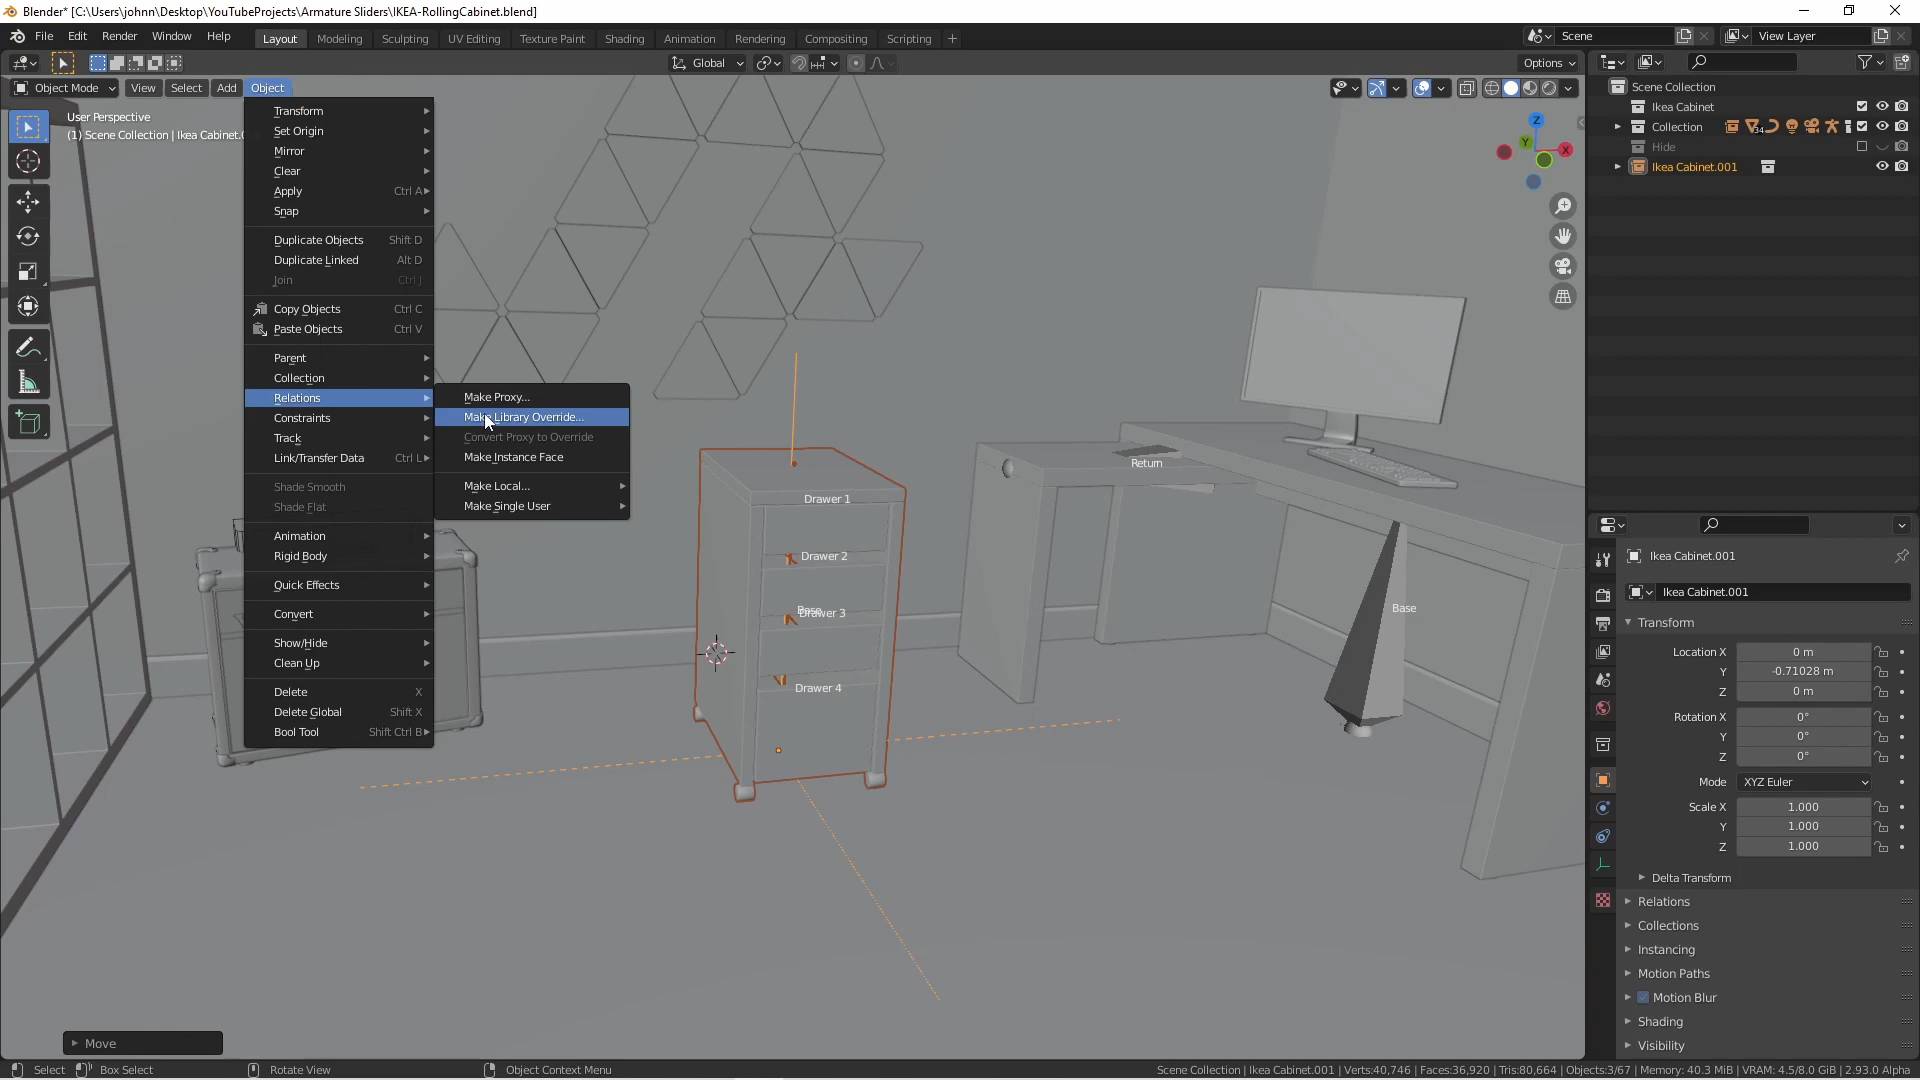 Blender* [C:\Users\johnn\Desktop\YouTubeProjects\Armature Sliders\IKEA-RollingCabinet.blend]
File Edit Render Window Help
Layout Modeling Sculpting UV Editing Texture Paint Shading Animation Rendering Compositing Scripting +
Scene
View Layer
Global
Options
Object Mode View Select Add Object
User Perspective
(1) Scene Collection | Ikea Cabinet.
Transform
Set Origin
Mirror
Clear
Apply Ctrl A
Snap
Duplicate Objects Shift D
Duplicate Linked Alt D
Join Ctrl J
Copy Objects Ctrl C
Paste Objects Ctrl V
Parent
Collection
Relations
Constraints
Track
Link/Transfer Data Ctrl L
Shade Smooth
Shade Flat
Animation
Rigid Body
Quick Effects
Convert
Show/Hide
Clean Up
Delete X
Delete Global Shift X
Bool Tool Shift Ctrl B
Make Proxy...
Make Library Override...
Convert Proxy to Override
Make Instance Face
Make Local...
Make Single User
Drawer 1
Drawer 2
Base
Drawer 3
Drawer 4
Return
Base
Z
Y
X
Scene Collection
Ikea Cabinet
Collection 34
Hide
Ikea Cabinet.001
Ikea Cabinet.001
Ikea Cabinet.001
Transform
Location X 0 m
Y -0.71028 m
Z 0 m
Rotation X 0°
Y 0°
Z 0°
Mode XYZ Euler
Scale X 1.000
Y 1.000
Z 1.000
Delta Transform
Relations
Collections
Instancing
Motion Paths
Motion Blur
Shading
Visibility
Move
Select Box Select Rotate View Object Context Menu
Scene Collection | Ikea Cabinet.001 | Verts:40,746 | Faces:36,920 | Tris:80,664 | Objects:3/67 | Memory: 40.3 MiB | VRAM: 4.5/8.0 GiB | 2.93.0 Alpha